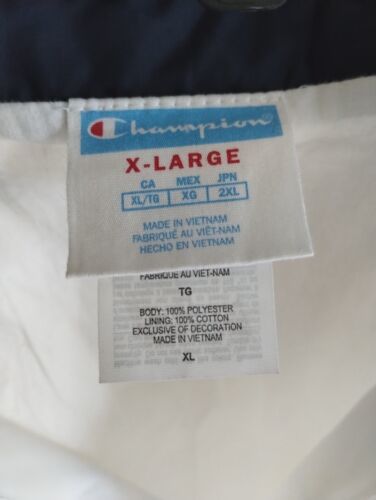 Champion
X-LARGE
CA MEX JPN
XL/TG XG 2XL
MADE IN VIETNAM
FABRIQUÉ AU VIÊT-NAM
HECHO EN VIETNAM
FABRIQUÉ AU VIET-NAM
TG
BODY: 100% POLYESTER
LINING: 100% COTTON
EXCLUSIVE OF DECORATION
MADE IN VIETNAM
XL